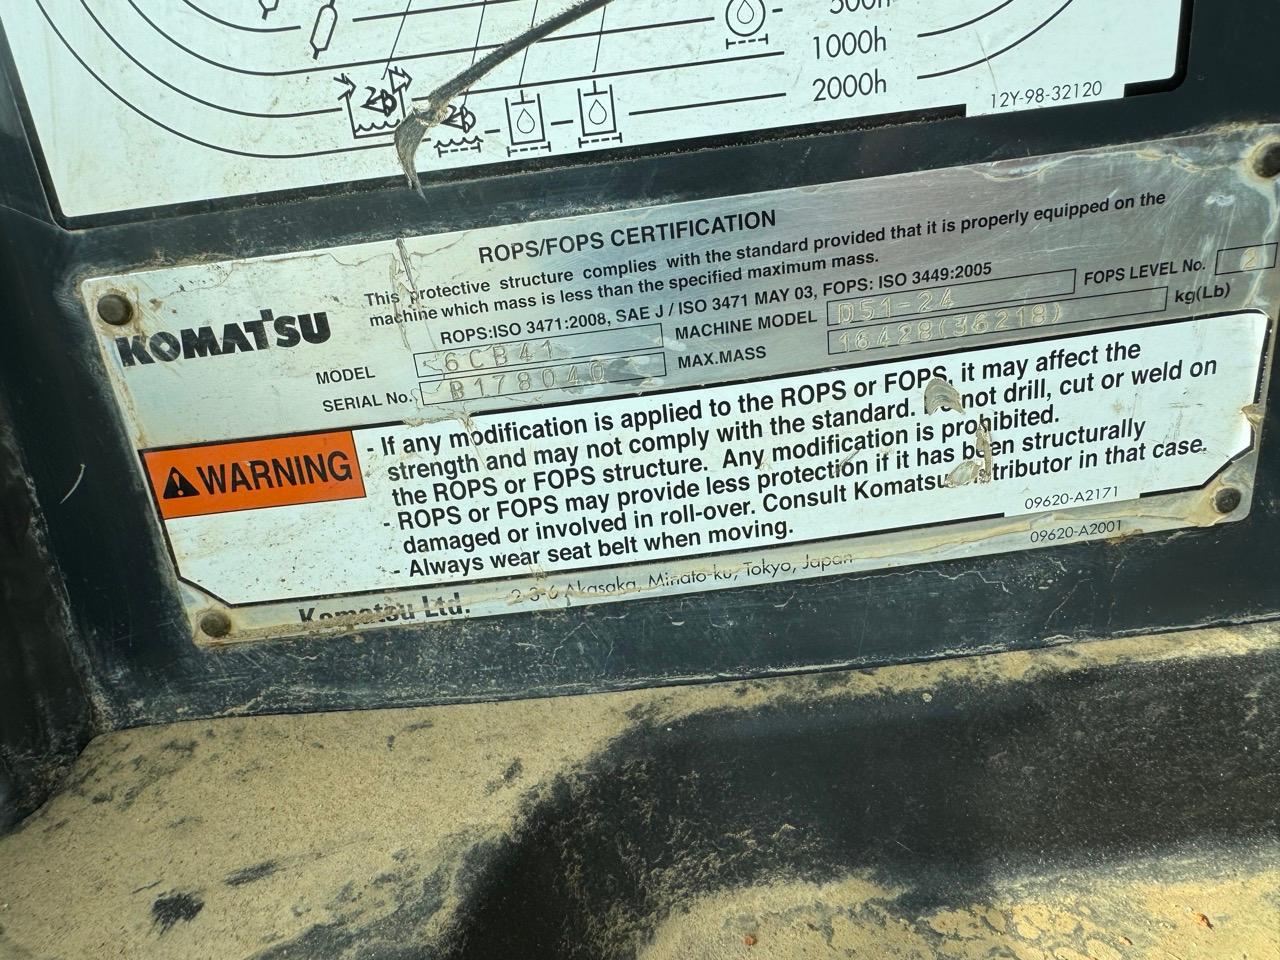 500h
1000h
2000h
12Y-98-32120
ROPS/FOPS CERTIFICATION
This protective structure complies with the standard provided that it is properly equipped on the
machine which mass is less than the specified maximum mass.
ROPS:ISO 3471:2008, SAE J / ISO 3471 MAY 03, FOPS: ISO 3449:2005
KOMATSU
MODEL 6CB41 MACHINE MODEL D51-24 FOPS LEVEL No. 2
SERIAL No. B178040 MAX.MASS 16428(36218) kg(Lb)
WARNING
- If any modification is applied to the ROPS or FOPS, it may affect the
strength and may not comply with the standard. Do not drill, cut or weld on
the ROPS or FOPS structure. Any modification is prohibited.
- ROPS or FOPS may provide less protection if it has been structurally
damaged or involved in roll-over. Consult Komatsu distributor in that case.
- Always wear seat belt when moving.
09620-A2171
09620-A2001
Komatsu Ltd. 2-3-6 Akasaka, Minato-ku, Tokyo, Japan